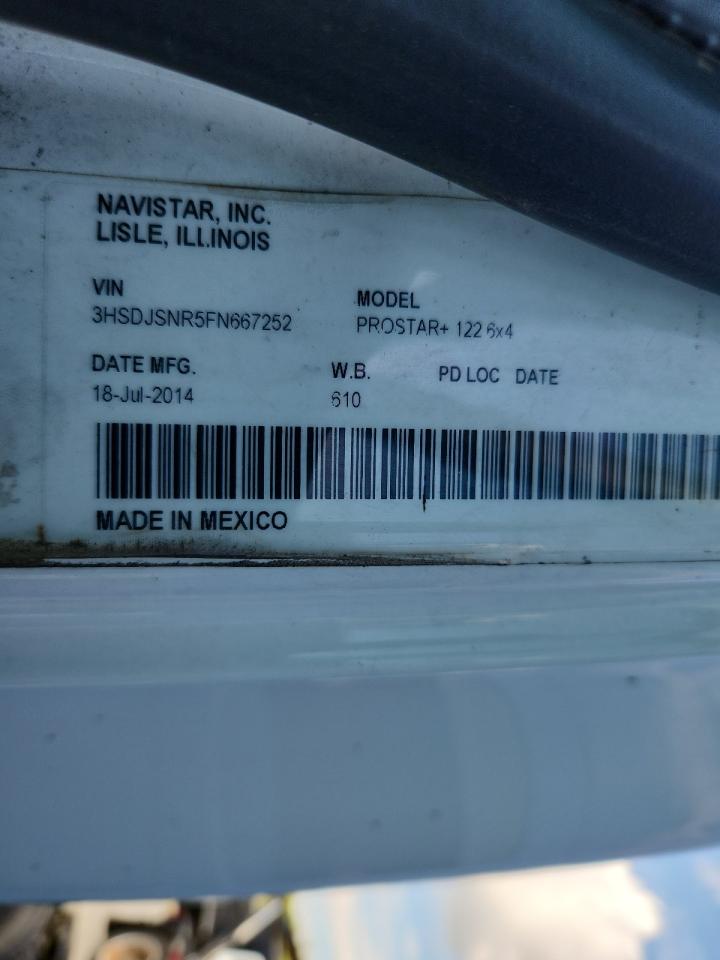 NAVISTAR, INC.
LISLE, ILLINOIS
VIN
3HSDJSNR5FN667252
MODEL
PROSTAR+ 122 6x4
DATE MFG.
18-Jul-2014
W.B.
610
PD LOC DATE
MADE IN MEXICO